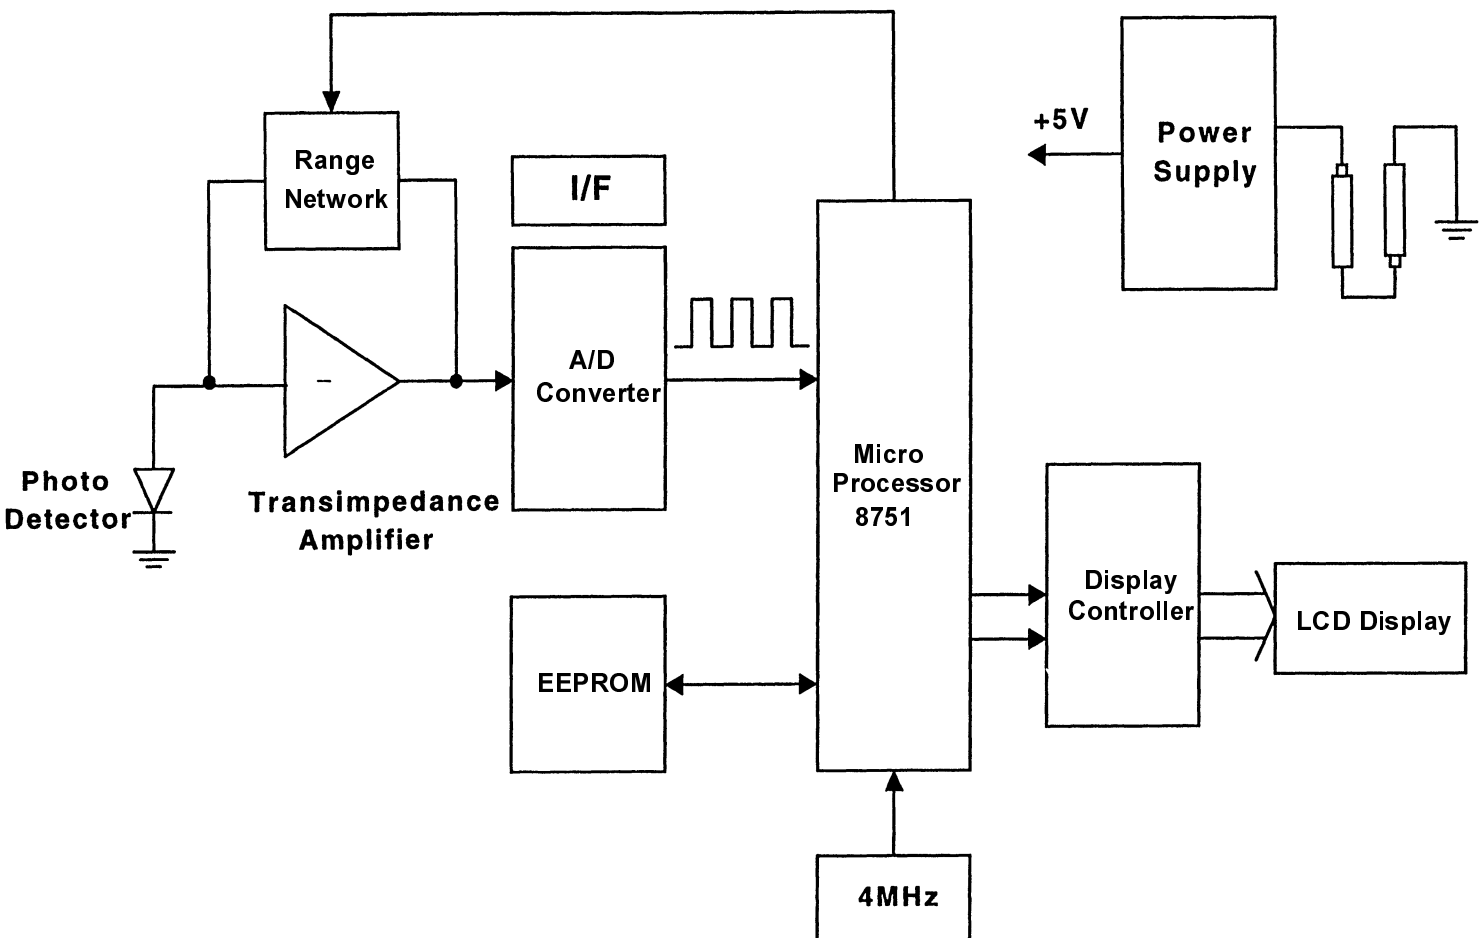 Range
Network
I/F
A/D
Converter
+5V
Power
Supply
Photo
Detector
Transimpedance
Amplifier
Micro
Processor
8751
Display
Controller
LCD Display
EEPROM
4MHz